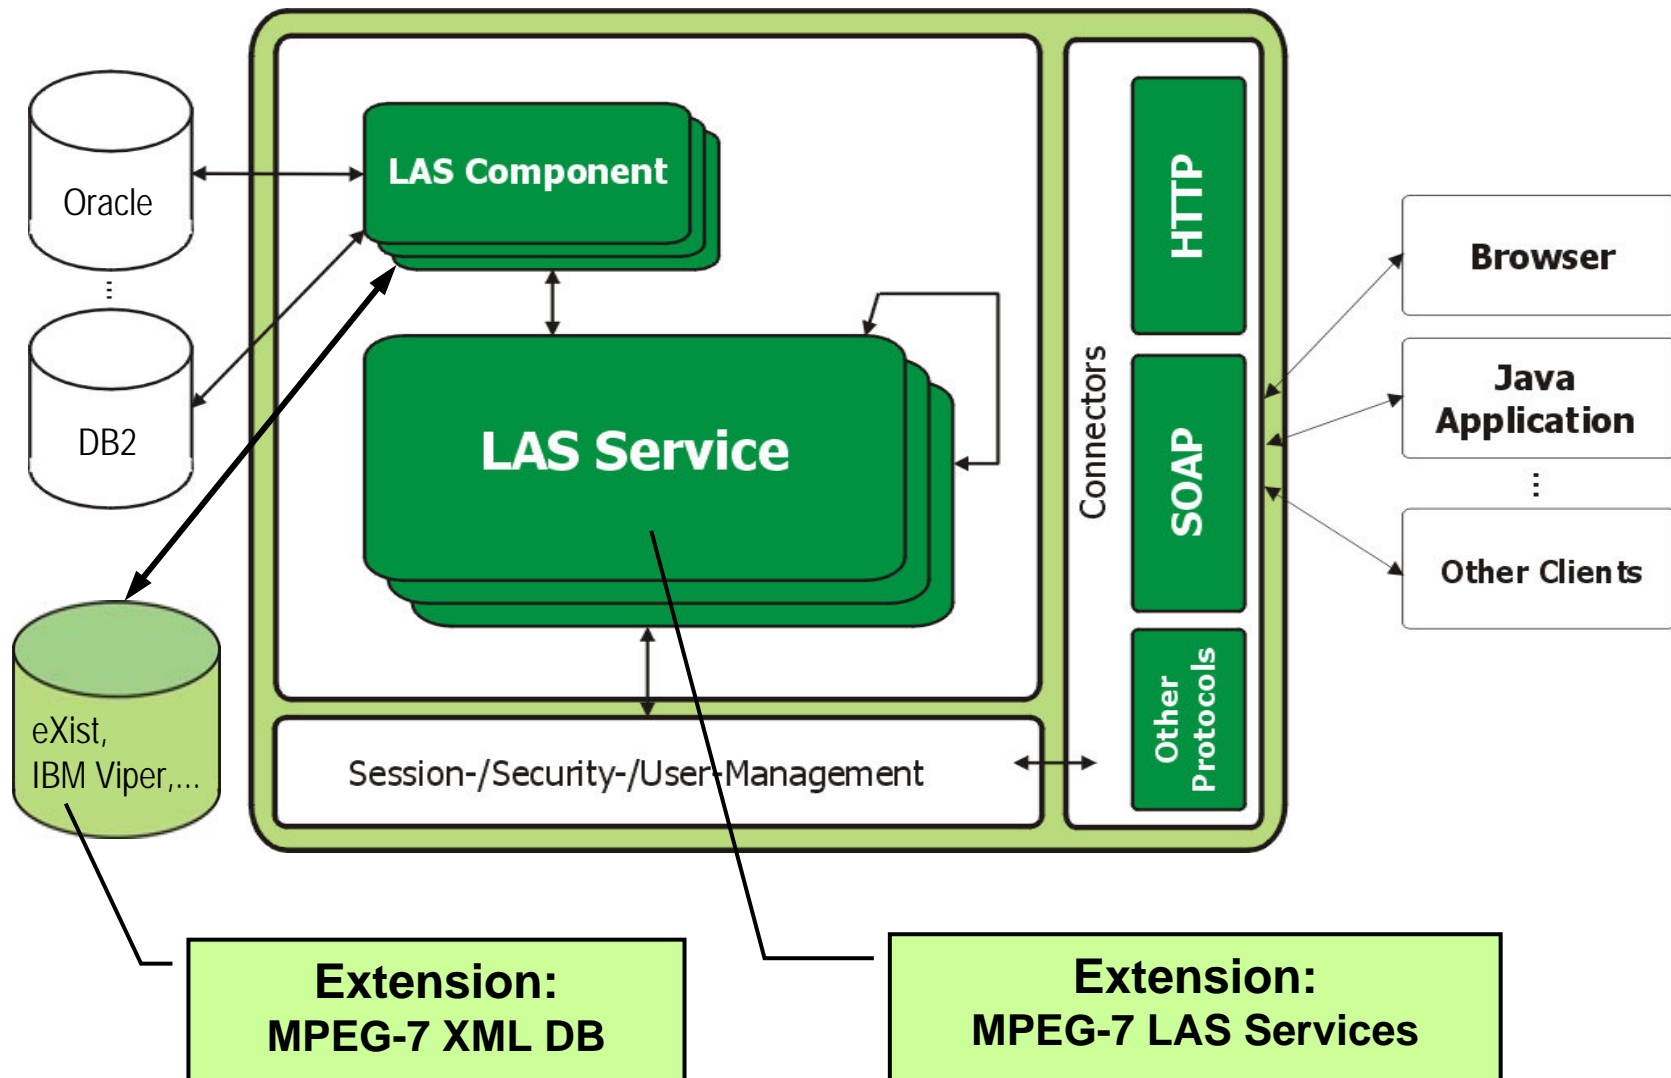 Oracle
...
DB2
eXist,
IBM Viper,...
LAS Component
LAS Service
Session-/Security-/User-Management
Connectors
HTTP
SOAP
Other
Protocols
Browser
Java
Application
...
Other Clients
Extension:
MPEG-7 XML DB
Extension:
MPEG-7 LAS Services